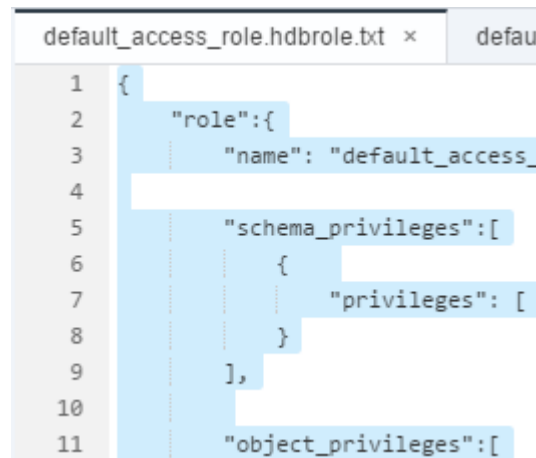 default_access_role.hdbrole.txt × defau
1 {
2 "role":{
3 "name": "default_access_
4
5 "schema_privileges":[
6 {
7 "privileges": [
8 }
9 ],
10
11 "object_privileges":[